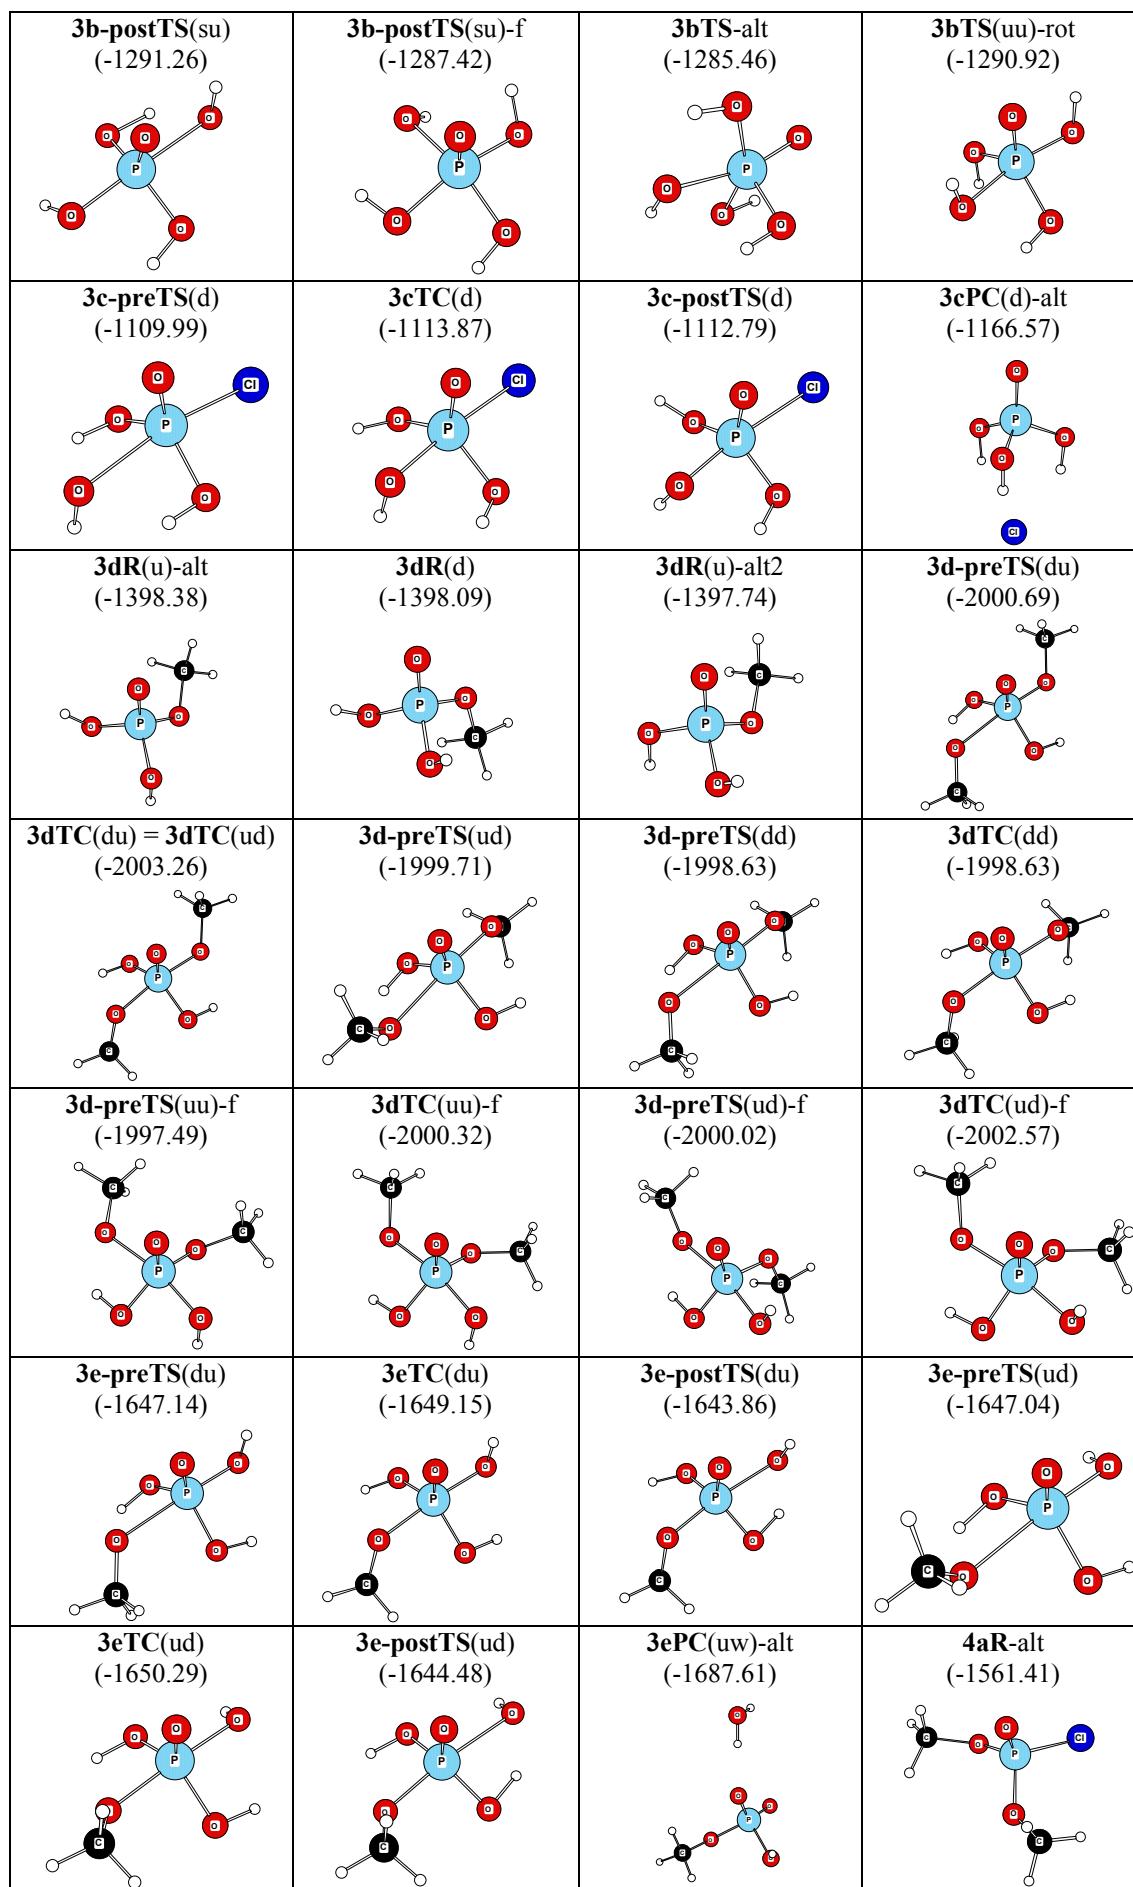 3b-postTS(su)
(-1291.26)
3b-postTS(su)-f
(-1287.42)
3bTS-alt
(-1285.46)
3bTS(uu)-rot
(-1290.92)
O O O P O O
O O O P O O
O O P O O O
O O O P O O
3c-preTS(d)
(-1109.99)
3cTC(d)
(-1113.87)
3c-postTS(d)
(-1112.79)
3cPC(d)-alt
(-1166.57)
O Cl O P O O
O Cl O P O O
O Cl O P O O
O P O O O Cl
3dR(u)-alt
(-1398.38)
3dR(d)
(-1398.09)
3dR(u)-alt2
(-1397.74)
3d-preTS(du)
(-2000.69)
C O O O P O
O O P O C O
O C O P O O
C O O O P O O C
3dTC(du) = 3dTC(ud)
(-2003.26)
3d-preTS(ud)
(-1999.71)
3d-preTS(dd)
(-1998.63)
3dTC(dd)
(-1998.63)
C O O O P O O C
O C O O P O C O
O C O O P O O C
O C O O P O O C
3d-preTS(uu)-f
(-1997.49)
3dTC(uu)-f
(-2000.32)
3d-preTS(ud)-f
(-2000.02)
3dTC(ud)-f
(-2002.57)
C O C O O P O O
C O O O C P O O
C O O O P C O O
C O O O C P O O
3e-preTS(du)
(-1647.14)
3eTC(du)
(-1649.15)
3e-postTS(du)
(-1643.86)
3e-preTS(ud)
(-1647.04)
O O O P O O C
O O O P O O C
O O O P O O C
O O O P C O O
3eTC(ud)
(-1650.29)
3e-postTS(ud)
(-1644.48)
3ePC(uw)-alt
(-1687.61)
4aR-alt
(-1561.41)
O O O P O O C
O O O P O O C
O O O P O C O
C O O P Cl O C